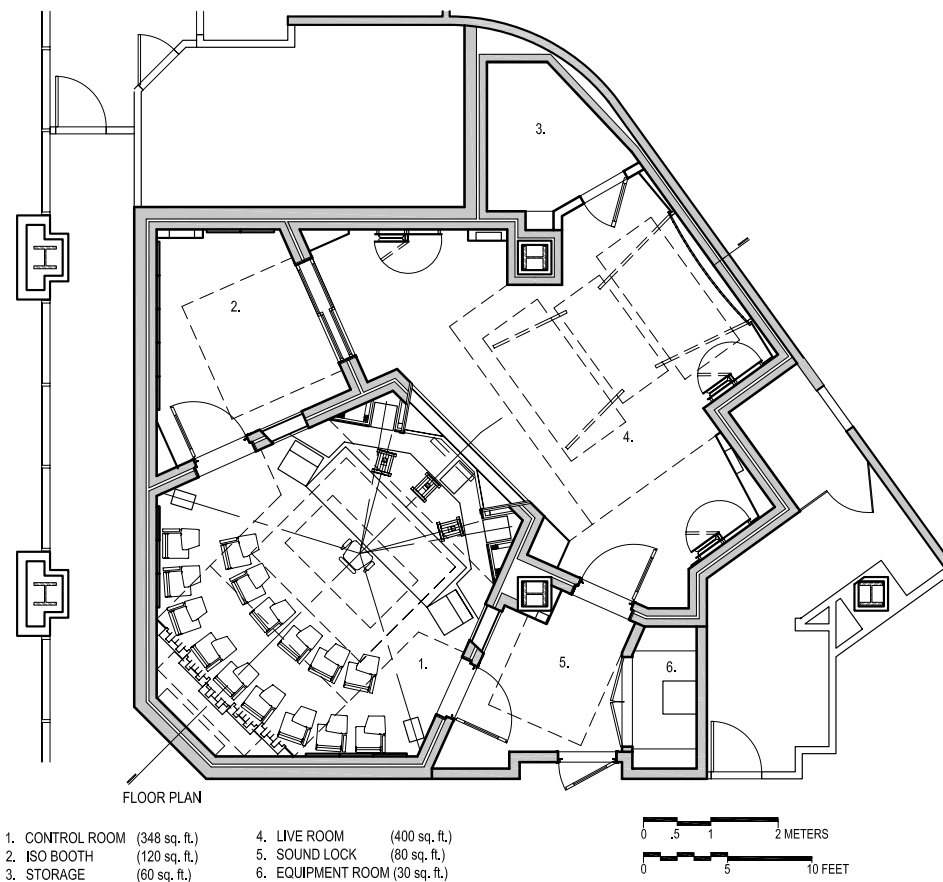 3.
2.
4.
1.
5.
6.
FLOOR PLAN
1. CONTROL ROOM (348 sq. ft.)
2. ISO BOOTH (120 sq. ft.)
3. STORAGE (60 sq. ft.)
4. LIVE ROOM (400 sq. ft.)
5. SOUND LOCK (80 sq. ft.)
6. EQUIPMENT ROOM (30 sq. ft.)
0 .5 1 2 METERS
0 5 10 FEET